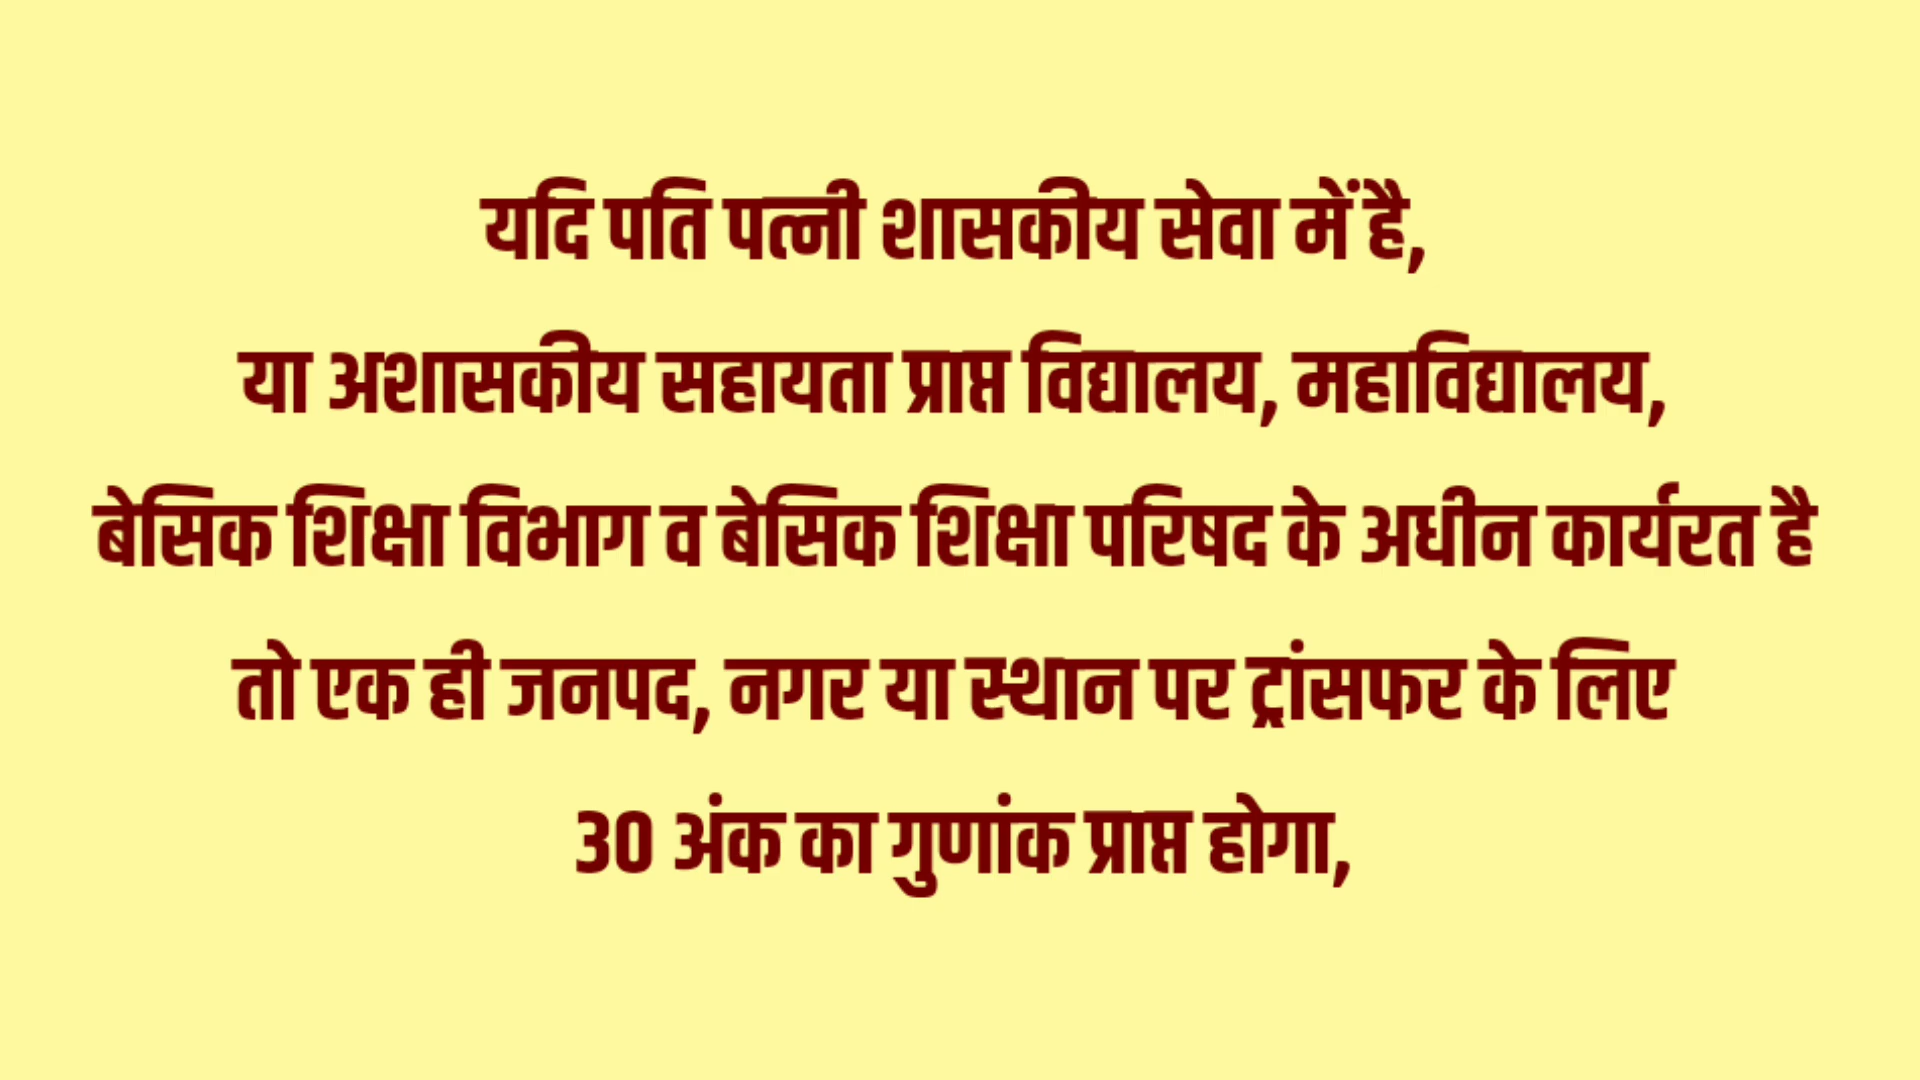 यदि पति पत्नी शासकीय सेवा में है,
या अशासकीय सहायता प्राप्त विद्यालय, महाविद्यालय,
बेसिक शिक्षा विभाग व बेसिक शिक्षा परिषद के अधीन कार्यरत है
तो एक ही जनपद, नगर या स्थान पर ट्रांसफर के लिए
30 अंक का गुणांक प्राप्त होगा,